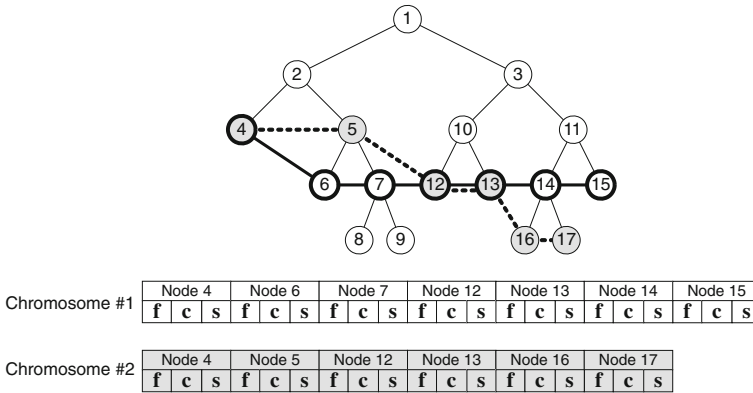 1
2 3
4 5 10 11
6 7 12 13 14 15
8 9 16 17
Node 4 Node 6 Node 7 Node 12 Node 13 Node 14 Node 15
Chromosome #1 f c s f c s f c s f c s f c s f c s f c s
Node 4 Node 5 Node 12 Node 13 Node 16 Node 17
Chromosome #2 f c s f c s f c s f c s f c s f c s